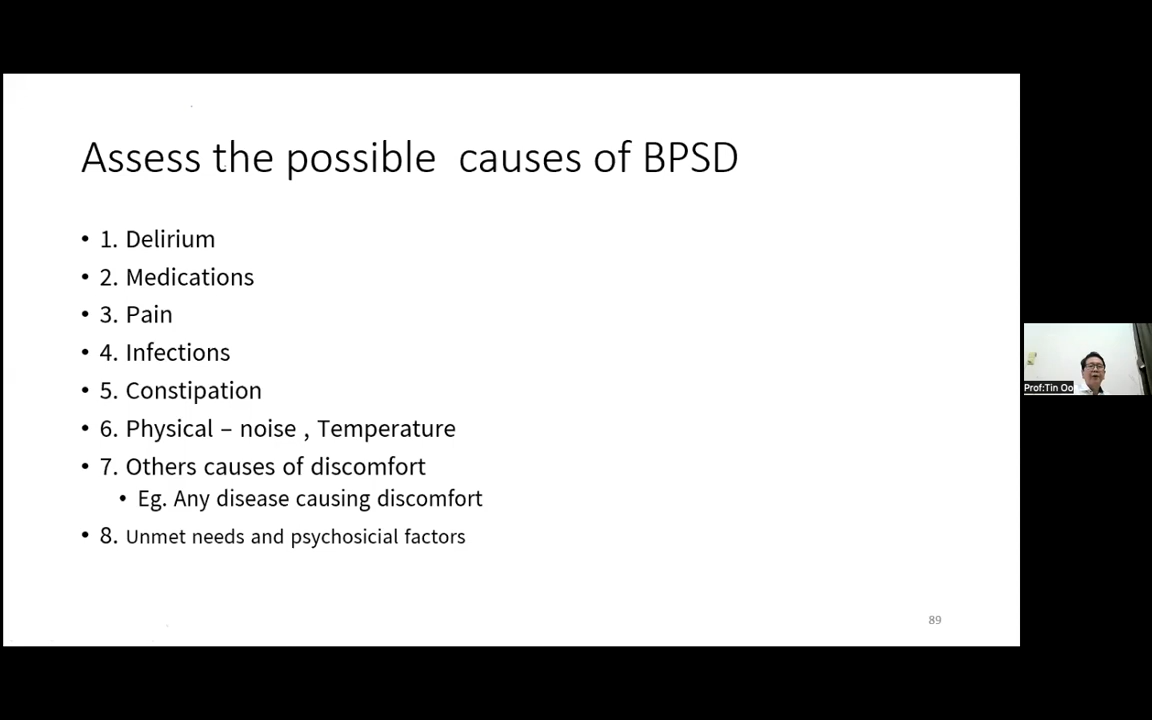 Assess the possible causes of BPSD
• 1. Delirium
• 2. Medications
• 3. Pain
• 4. Infections
• 5. Constipation
• 6. Physical – noise , Temperature
• 7. Others causes of discomfort
• Eg. Any disease causing discomfort
• 8. Unmet needs and psychosicial factors
89
Prof:Tin Oo